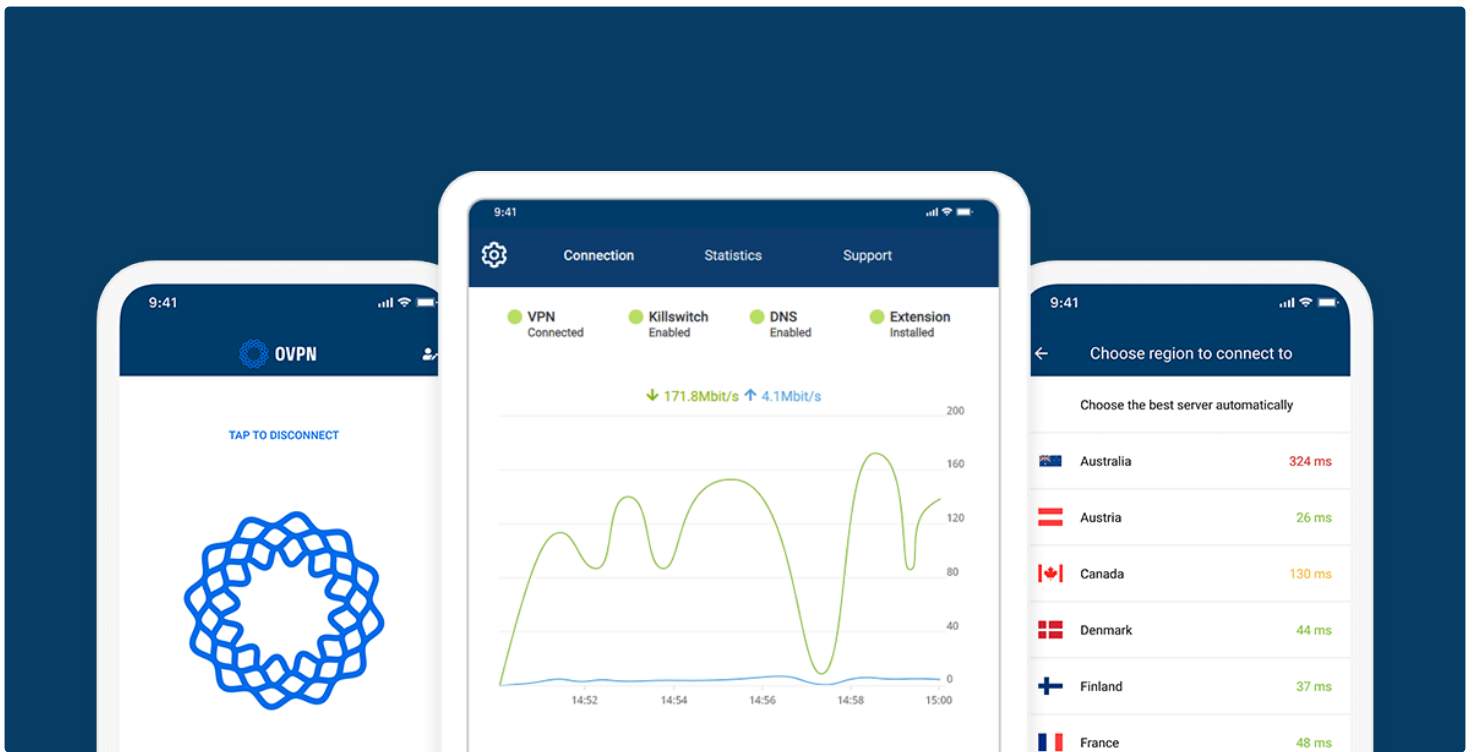 9:41
OVPN
TAP TO DISCONNECT
9:41
Connection Statistics Support
VPN
Connected
Killswitch
Enabled
DNS
Enabled
Extension
Installed
171.8Mbit/s 4.1Mbit/s
200
160
120
80
40
0
14:52 14:54 14:56 14:58 15:00
9:41
Choose region to connect to
Choose the best server automatically
Australia 324 ms
Austria 26 ms
Canada 130 ms
Denmark 44 ms
Finland 37 ms
France 48 ms